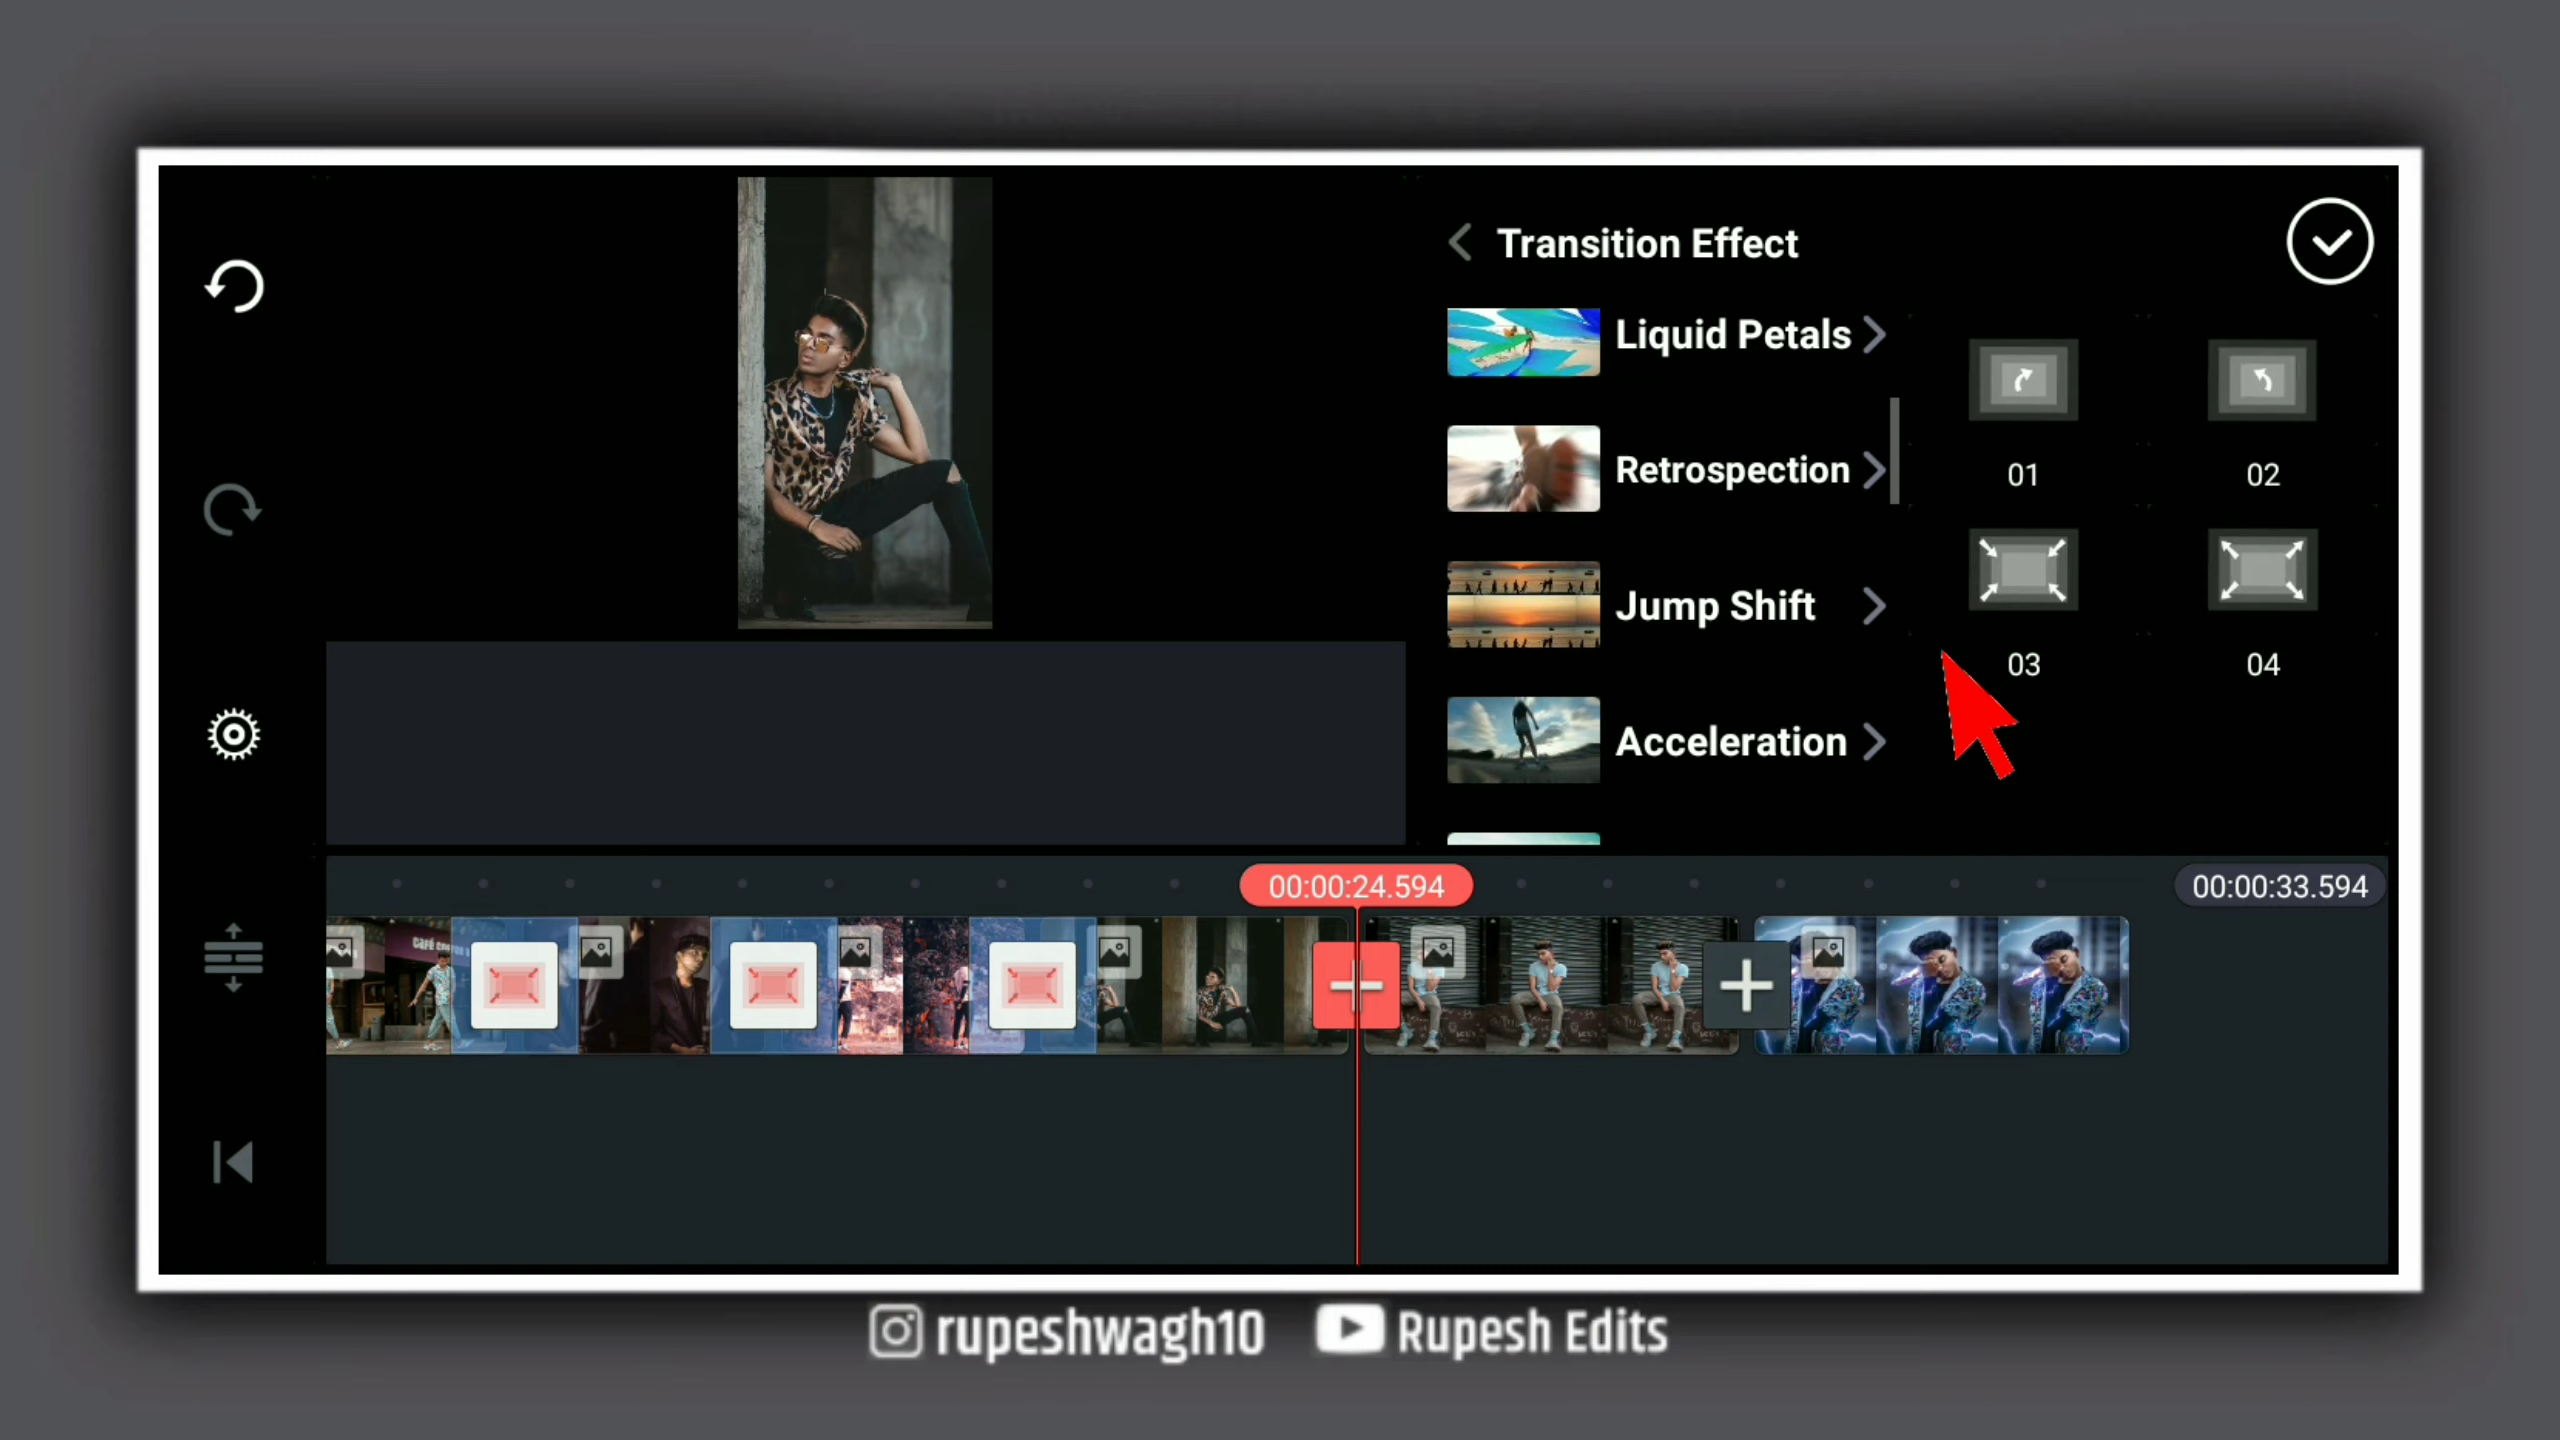 Transition Effect
Liquid Petals
Retrospection
Jump Shift
Acceleration
01
02
03
04
00:00:24.594
00:00:33.594
rupeshwagh10
Rupesh Edits